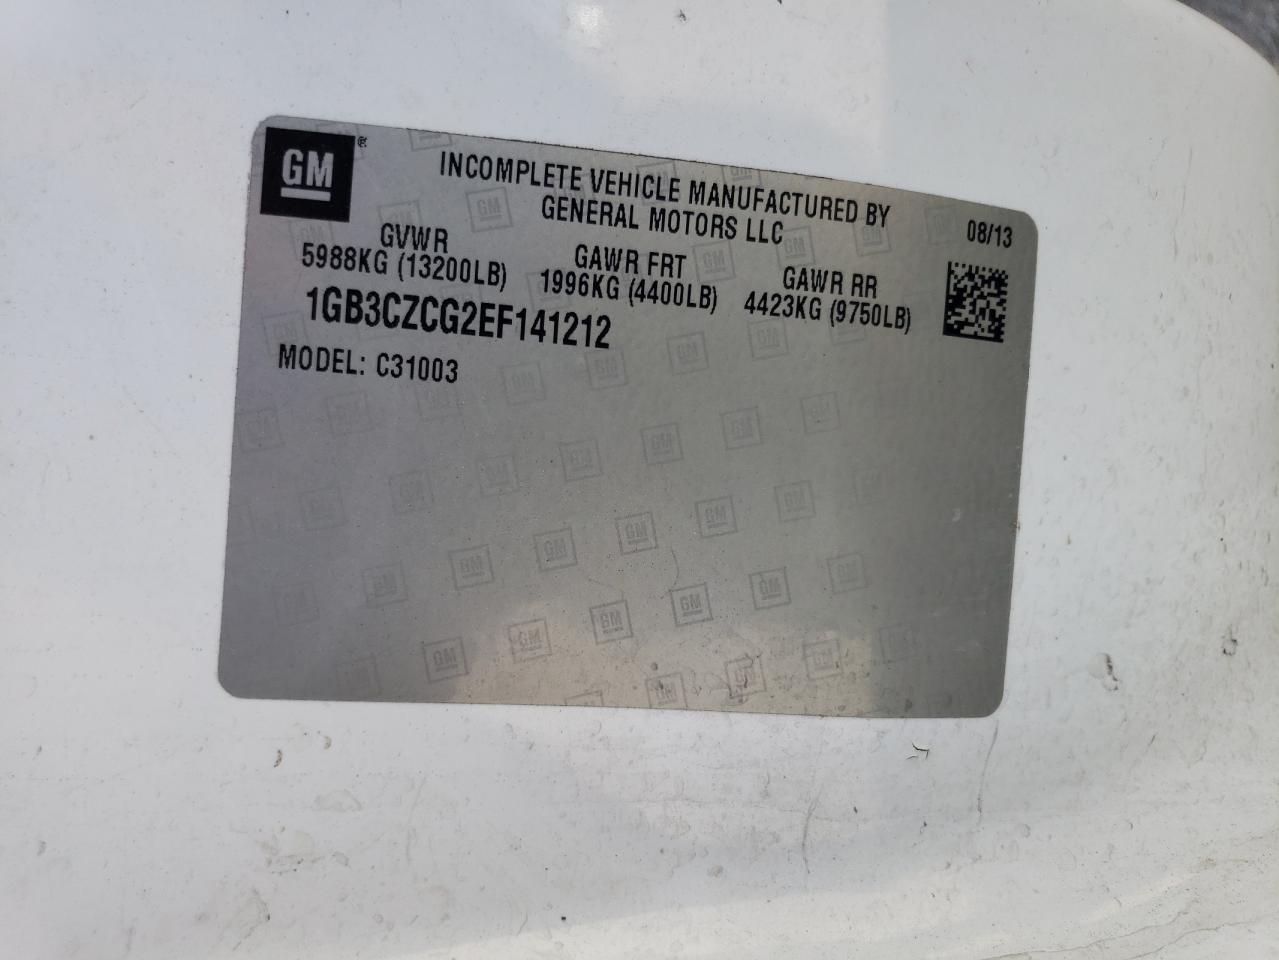 GM ®
INCOMPLETE VEHICLE MANUFACTURED BY
GENERAL MOTORS LLC
08/13
GVWR
5988KG (13200LB)
GAWR FRT
1996KG (4400LB)
GAWR RR
4423KG (9750LB)
1GB3CZCG2EF141212
MODEL: C31003